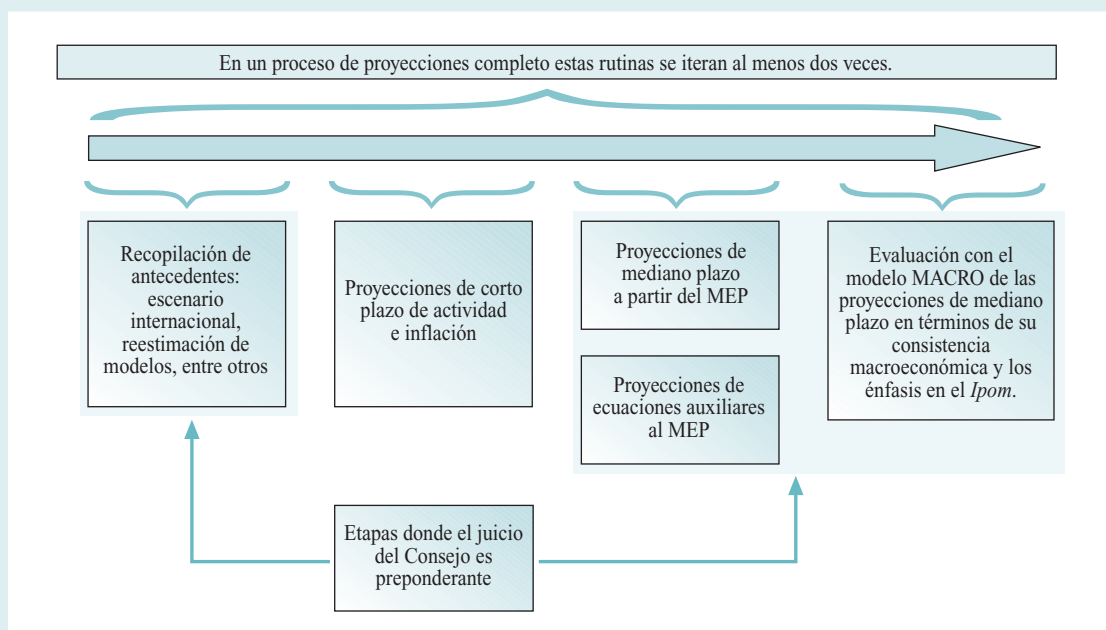 En un proceso de proyecciones completo estas rutinas se iteran al menos dos veces.
Recopilación de
antecedentes:
escenario
internacional,
reestimación de
modelos, entre otros
Proyecciones de corto
plazo de actividad
e inflación
Proyecciones de
mediano plazo
a partir del MEP
Proyecciones de
ecuaciones auxiliares
al MEP
Evaluación con el
modelo MACRO de las
proyecciones de mediano
plazo en términos de su
consistencia
macroeconómica y los
énfasis en el Ipom.
Etapas donde el juicio
del Consejo es
preponderante